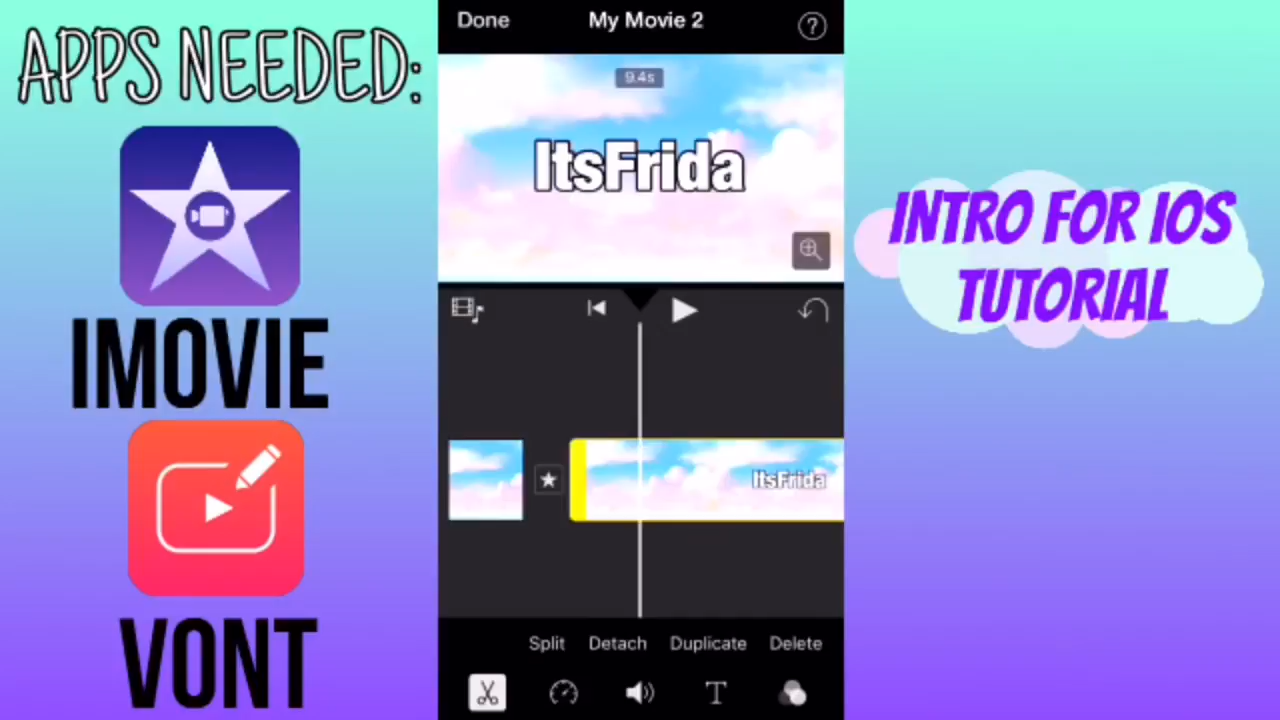 APPS NEEDED:
IMOVIE
VONT
Done
My Movie 2
?
9.4s
ItsFrida
ItsFrida
Split
Detach
Duplicate
Delete
T
INTRO FOR IOS
TUTORIAL